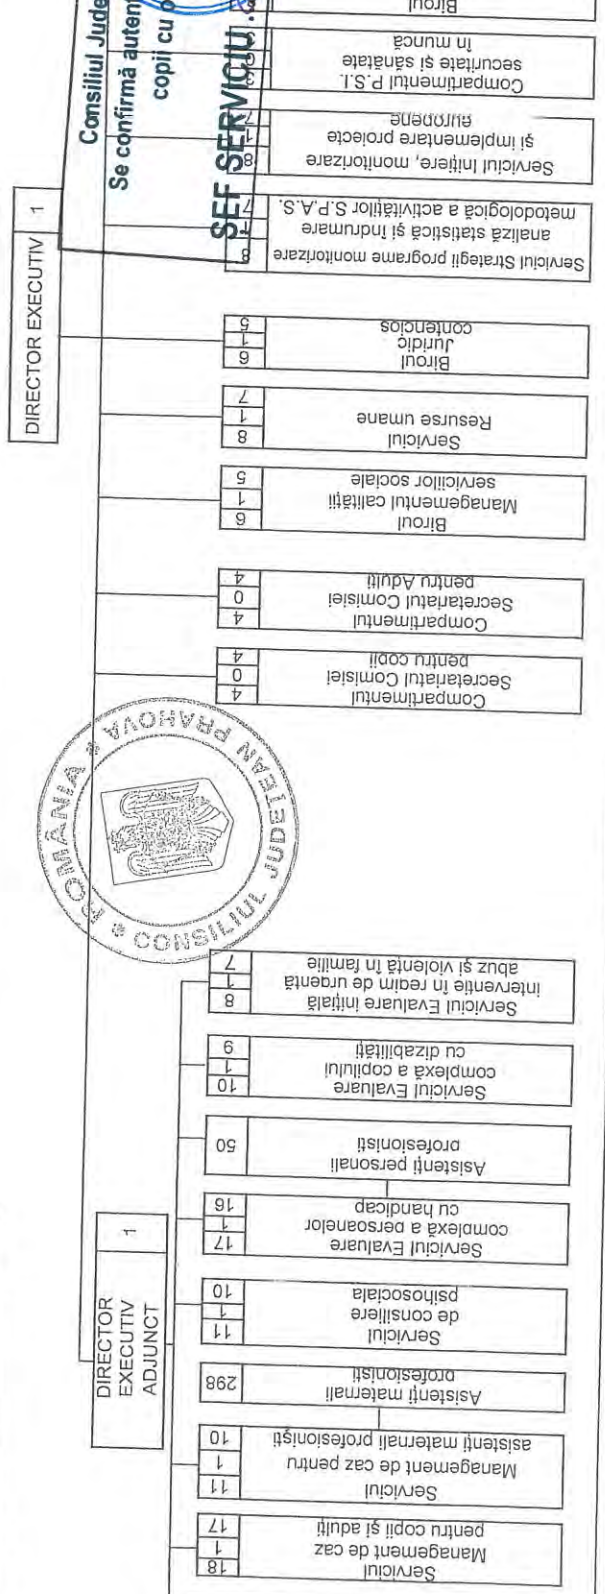 DIRECTOR EXECUTIV 1
Consiliul Jude
Se confirmă auten
copii cu o
ȘEF SERVICIU
Biroul
Compartimentul P.S.I.
securitate și sănătate
în muncă
Serviciul Inițiere, monitorizare
și implementare proiecte
europene
8
1
7
Serviciul Strategii programe monitorizare
analiză statistică și îndrumare
metodologică a activităților S.P.A.S.
8
1
7
Biroul
Juridic
contencios
6
1
5
Serviciul
Resurse umane
8
1
7
Biroul
Managementul calității
serviciilor sociale
6
1
5
Compartimentul
Secretariatul Comisiei
pentru Adulți
4
0
4
Compartimentul
Secretariatul Comisiei
pentru copii
4
0
4
* ROMÂNIA *
* CONSILIUL JUDEȚEAN PRAHOVA
DIRECTOR
EXECUTIV
ADJUNCT
1
Serviciul Evaluare inițială
intervenție în regim de urgență
abuz și violență în familie
8
1
7
Serviciul Evaluare
complexă a copilului
cu dizabilități
10
1
9
Asistenți personali
profesioniști
50
Serviciul Evaluare
complexă a persoanelor
cu handicap
17
1
16
Serviciul
de consiliere
psihosociala
11
1
10
Asistenți maternali
profesioniști
298
Serviciul
Management de caz pentru
asistenți maternali profesioniști
11
1
10
Serviciul
Management de caz
pentru copii și adulți
18
1
17